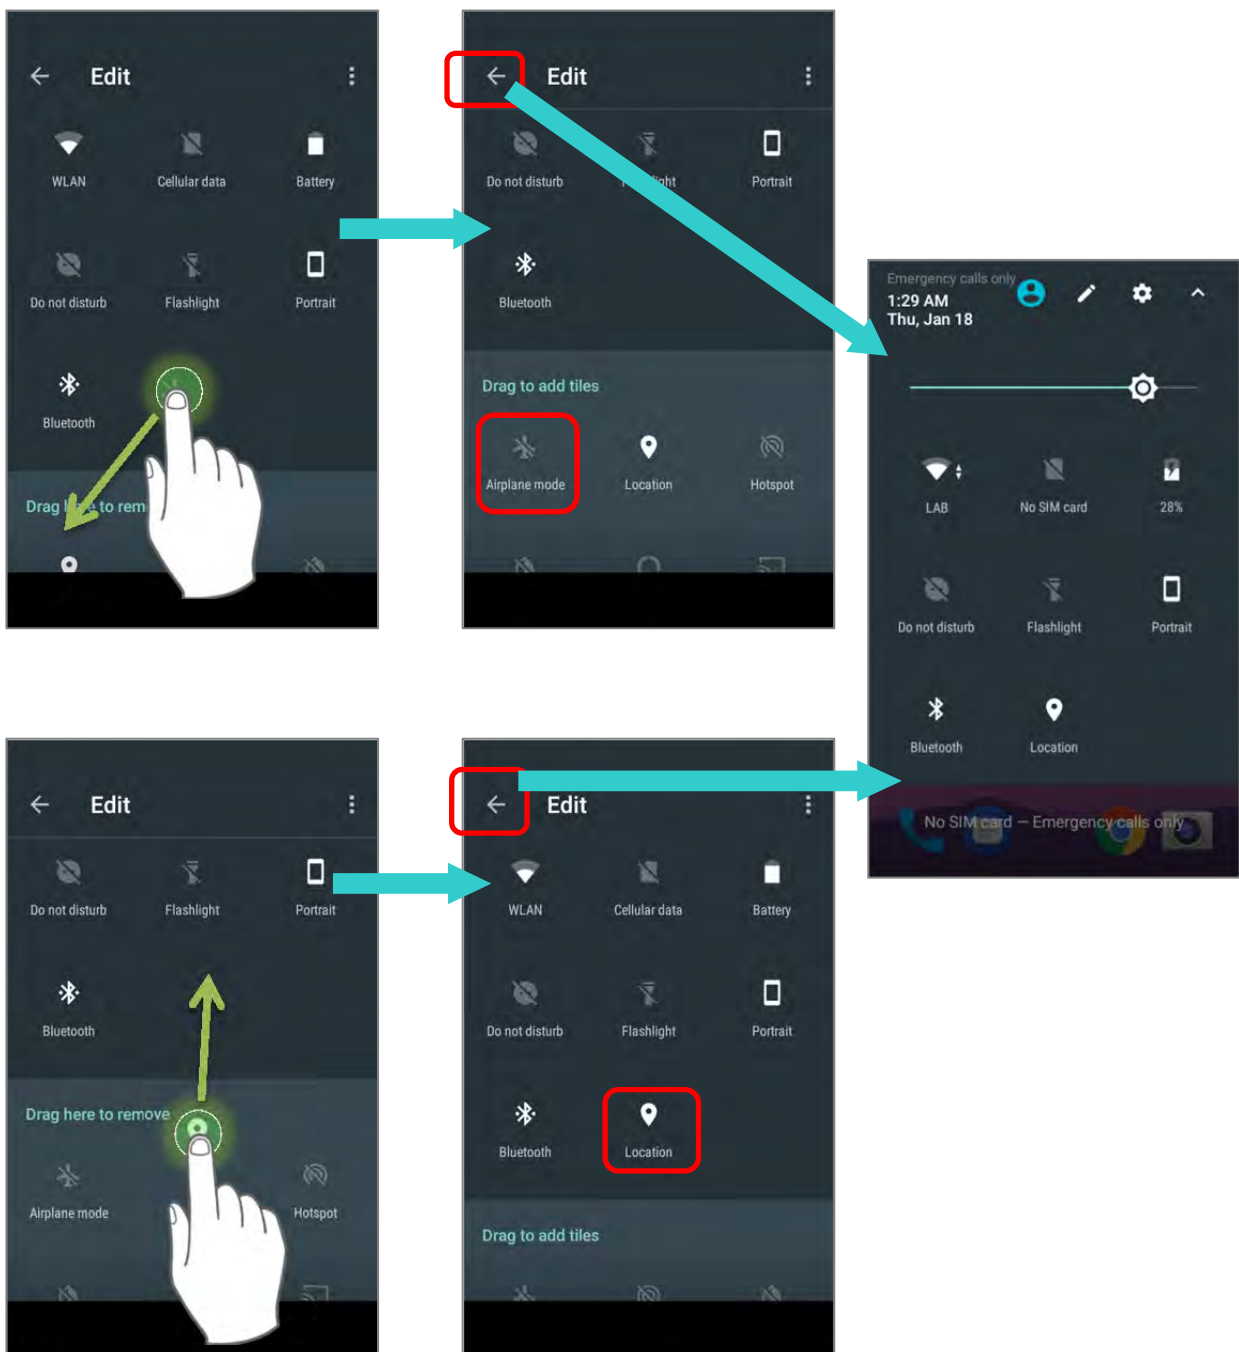 Edit
WLAN Cellular data Battery
Do not disturb Flashlight Portrait
Bluetooth
Drag here to rem
Edit
Do not disturb Portrait
Bluetooth
Drag to add tiles
Airplane mode Location Hotspot
Emergency calls only
1:29 AM
Thu, Jan 18
LAB No SIM card 28%
Do not disturb Flashlight Portrait
Bluetooth Location
No SIM card — Emergency calls only
Edit
Do not disturb Flashlight Portrait
Bluetooth
Drag here to remove
Airplane mode Hotspot
Edit
WLAN Cellular data Battery
Do not disturb Flashlight Portrait
Bluetooth Location
Drag to add tiles